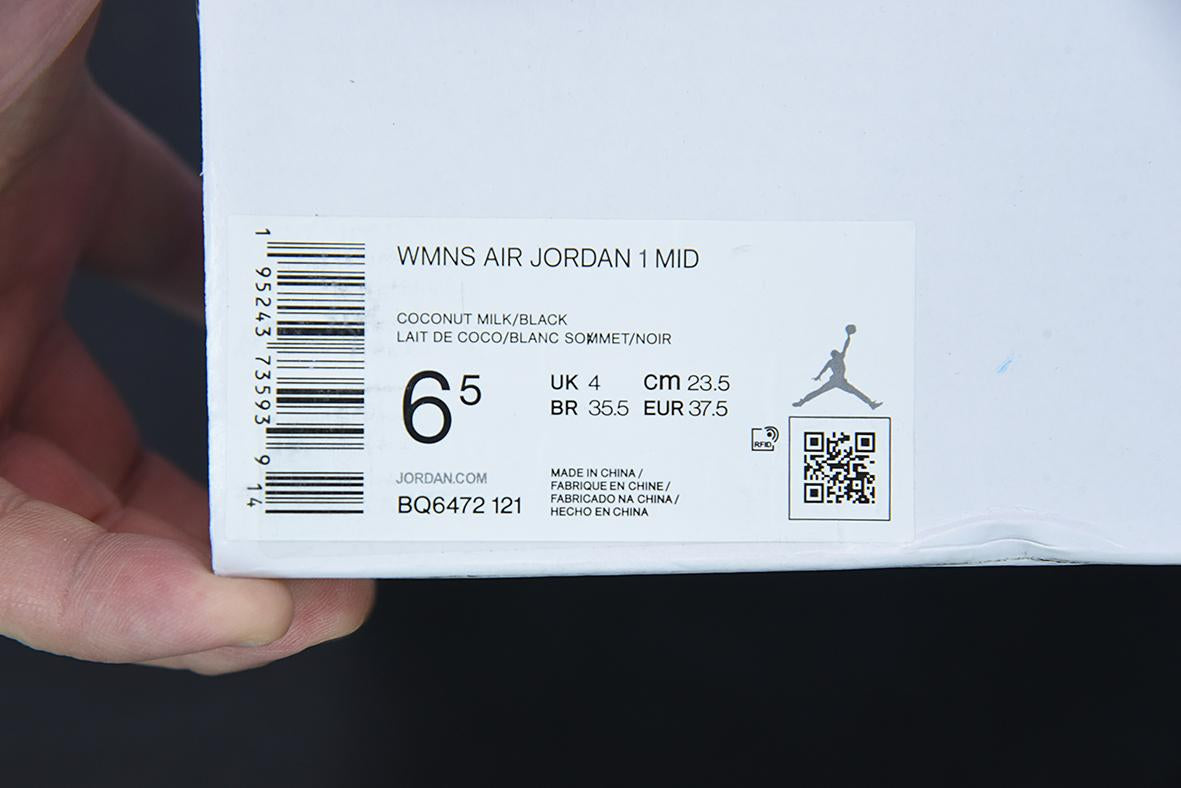 WMNS AIR JORDAN 1 MID
COCONUT MILK/BLACK
LAIT DE COCO/BLANC SOMMET/NOIR
6 5
UK 4 cm 23.5
BR 35.5 EUR 37.5
RFID
JORDAN.COM
BQ6472 121
MADE IN CHINA /
FABRIQUE EN CHINE /
FABRICADO NA CHINA /
HECHO EN CHINA
1 95243 73593 9 14